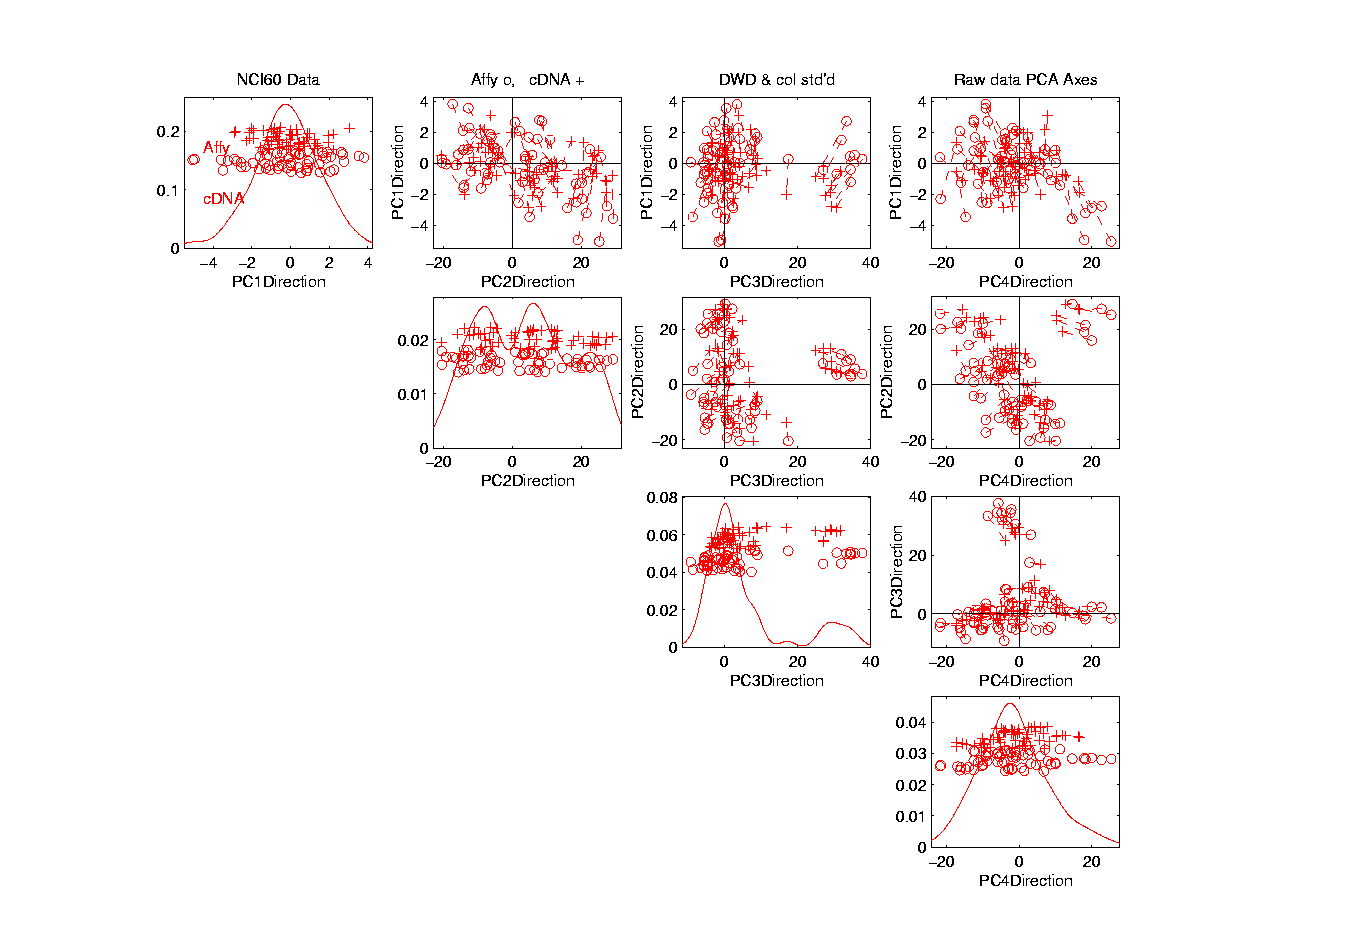 NCI60 Data
Affy o, cDNA +
DWD & col std'd
Raw data PCA Axes
0.2
0.1
0
Affy
cDNA
−4 −2 0 2 4
PC1Direction
4
2
0
−2
−4
PC1Direction
−20 0 20
PC2Direction
4
2
0
−2
−4
PC1Direction
0 20 40
PC3Direction
4
2
0
−2
−4
PC1Direction
−20 0 20
PC4Direction
0.02
0.01
0
−20 0 20
PC2Direction
20
0
−20
PC2Direction
0 20 40
PC3Direction
20
0
−20
PC2Direction
−20 0 20
PC4Direction
0.08
0.06
0.04
0.02
0
0 20 40
PC3Direction
40
20
0
PC3Direction
−20 0 20
PC4Direction
0.04
0.03
0.02
0.01
0
−20 0 20
PC4Direction